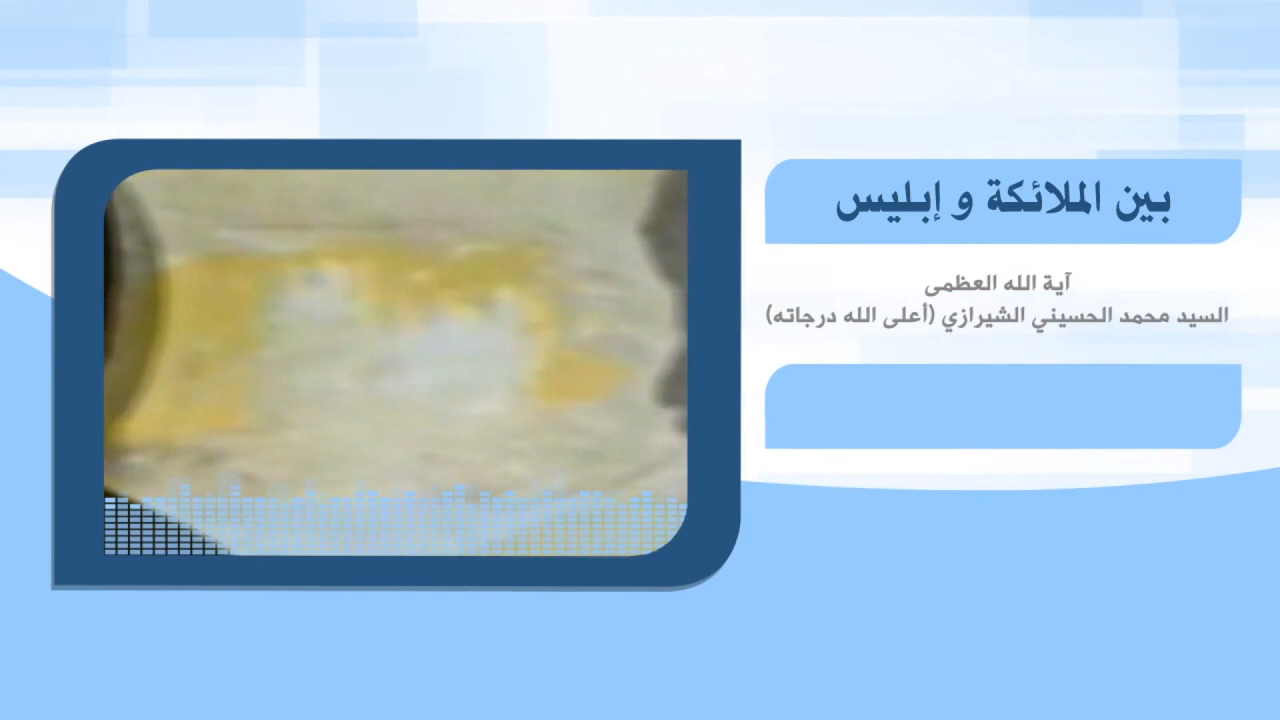 بين الملائكة و إبليس
آية الله العظمى
السيد محمد الحسيني الشيرازي (أعلى الله درجاته)